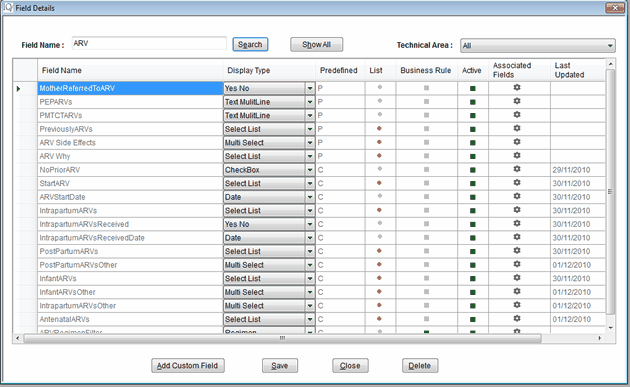 Field Details
Field Name : ARV Search Show All Technical Area : All
Field Name Display Type Predefined List Business Rule Active Associated Fields Last Updated
MotherReferredToARV Yes No P
PEPARVs Text MulitLine P
PMTCTARVs Text MulitLine P
PreviouslyARVs Select List P
ARV Side Effects Multi Select P
ARV Why Select List P
NoPriorARV CheckBox C 29/11/2010
StartARV Select List C 30/11/2010
ARVStartDate Date C 30/11/2010
IntrapartumARVs Select List C 30/11/2010
IntrapartumARVsReceived Yes No C 30/11/2010
IntrapartumARVsReceivedDate Date C 30/11/2010
PostPartumARVs Select List C 30/11/2010
PostPartumARVsOther Multi Select C 01/12/2010
InfantARVs Select List C 30/11/2010
InfantARVsOther Multi Select C 01/12/2010
IntrapartumARVsOther Multi Select C 01/12/2010
AntenatalARVs Select List C 01/12/2010
ARVRegimenFilter Regimen C
Add Custom Field Save Close Delete